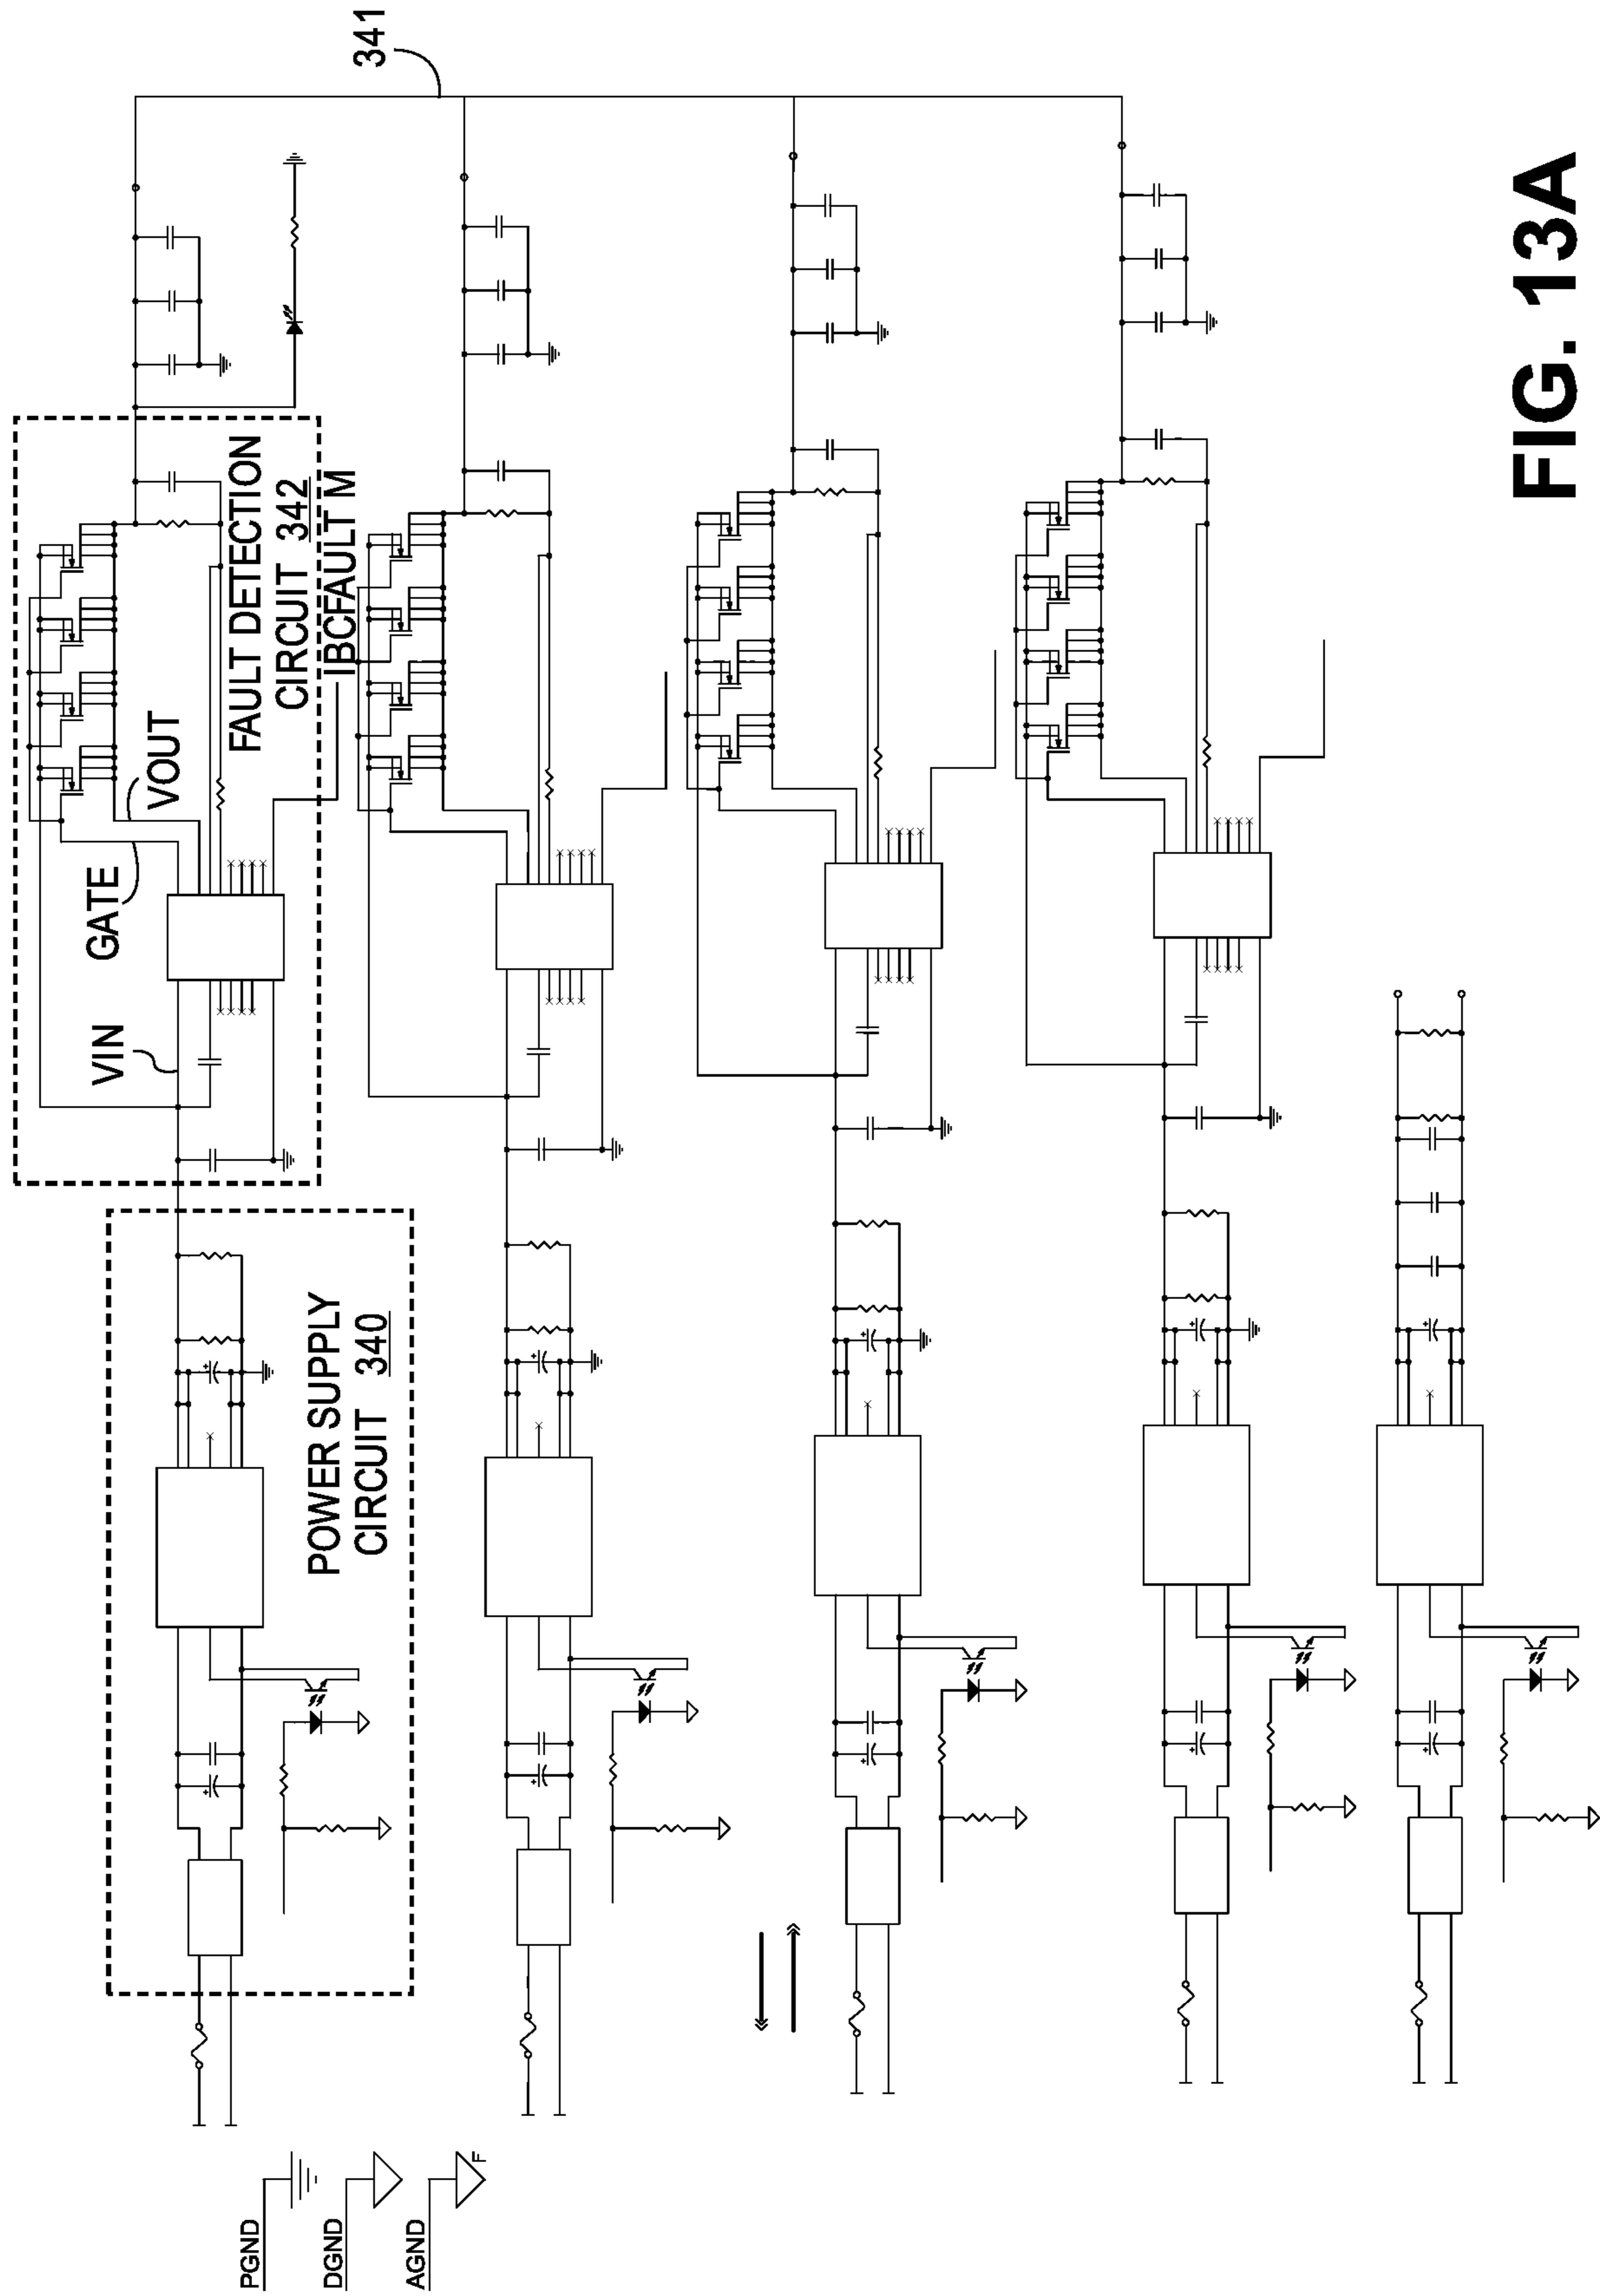 341
FAULT DETECTION
CIRCUIT 342
IBCFAULT M
VOUT
GATE
VIN
POWER SUPPLY
CIRCUIT 340
PGND
DGND
AGND
F
FIG. 13A